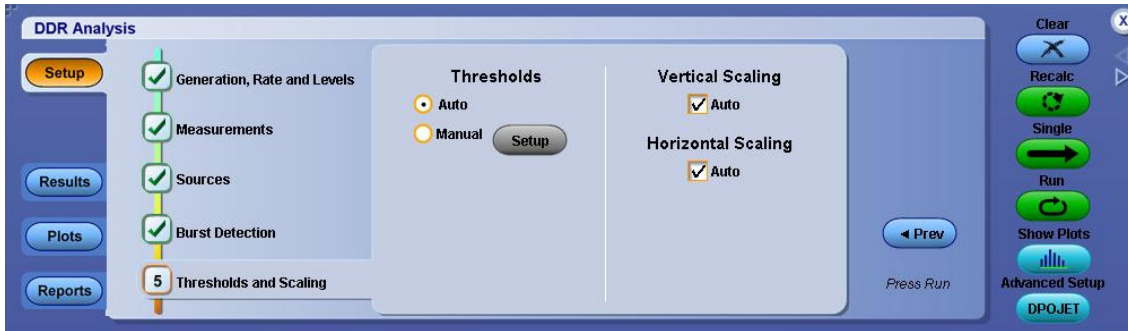 DDR Analysis
Setup
Results
Plots
Reports
Generation, Rate and Levels
Measurements
Sources
Burst Detection
5 Thresholds and Scaling
Thresholds
Auto
Manual
Setup
Vertical Scaling
Auto
Horizontal Scaling
Auto
◄ Prev
Press Run
Clear
X
Recalc
Single
Run
Show Plots
Advanced Setup
DPOJET